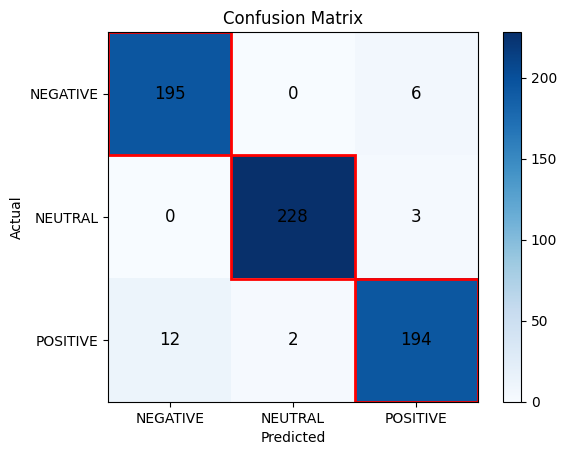 Confusion Matrix
NEGATIVE 195 0 6
NEUTRAL 0 228 3
POSITIVE 12 2 194
NEGATIVE NEUTRAL POSITIVE
Predicted
Actual
200
150
100
50
0